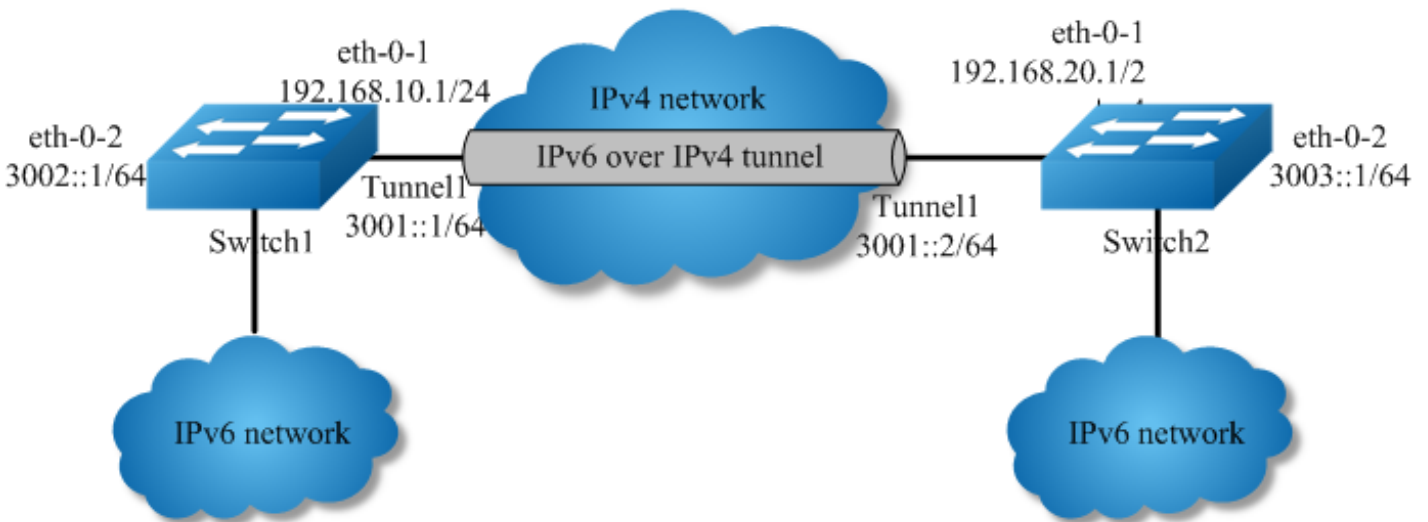 eth-0-1
192.168.10.1/24
eth-0-2
3002::1/64
Switch1
Tunnel1
3001::1/64
IPv4 network
IPv6 over IPv4 tunnel
eth-0-1
192.168.20.1/2
eth-0-2
3003::1/64
Tunnel1
3001::2/64
Switch2
IPv6 network
IPv6 network